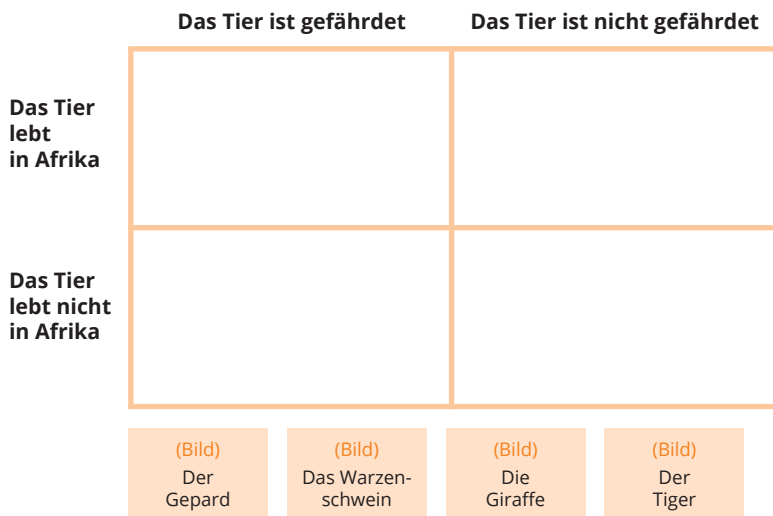 Das Tier ist gefährdet
Das Tier ist nicht gefährdet
Das Tier
lebt
in Afrika
Das Tier
lebt nicht
in Afrika
(Bild)
Der
Gepard
(Bild)
Das Warzen-
schwein
(Bild)
Die
Giraffe
(Bild)
Der
Tiger